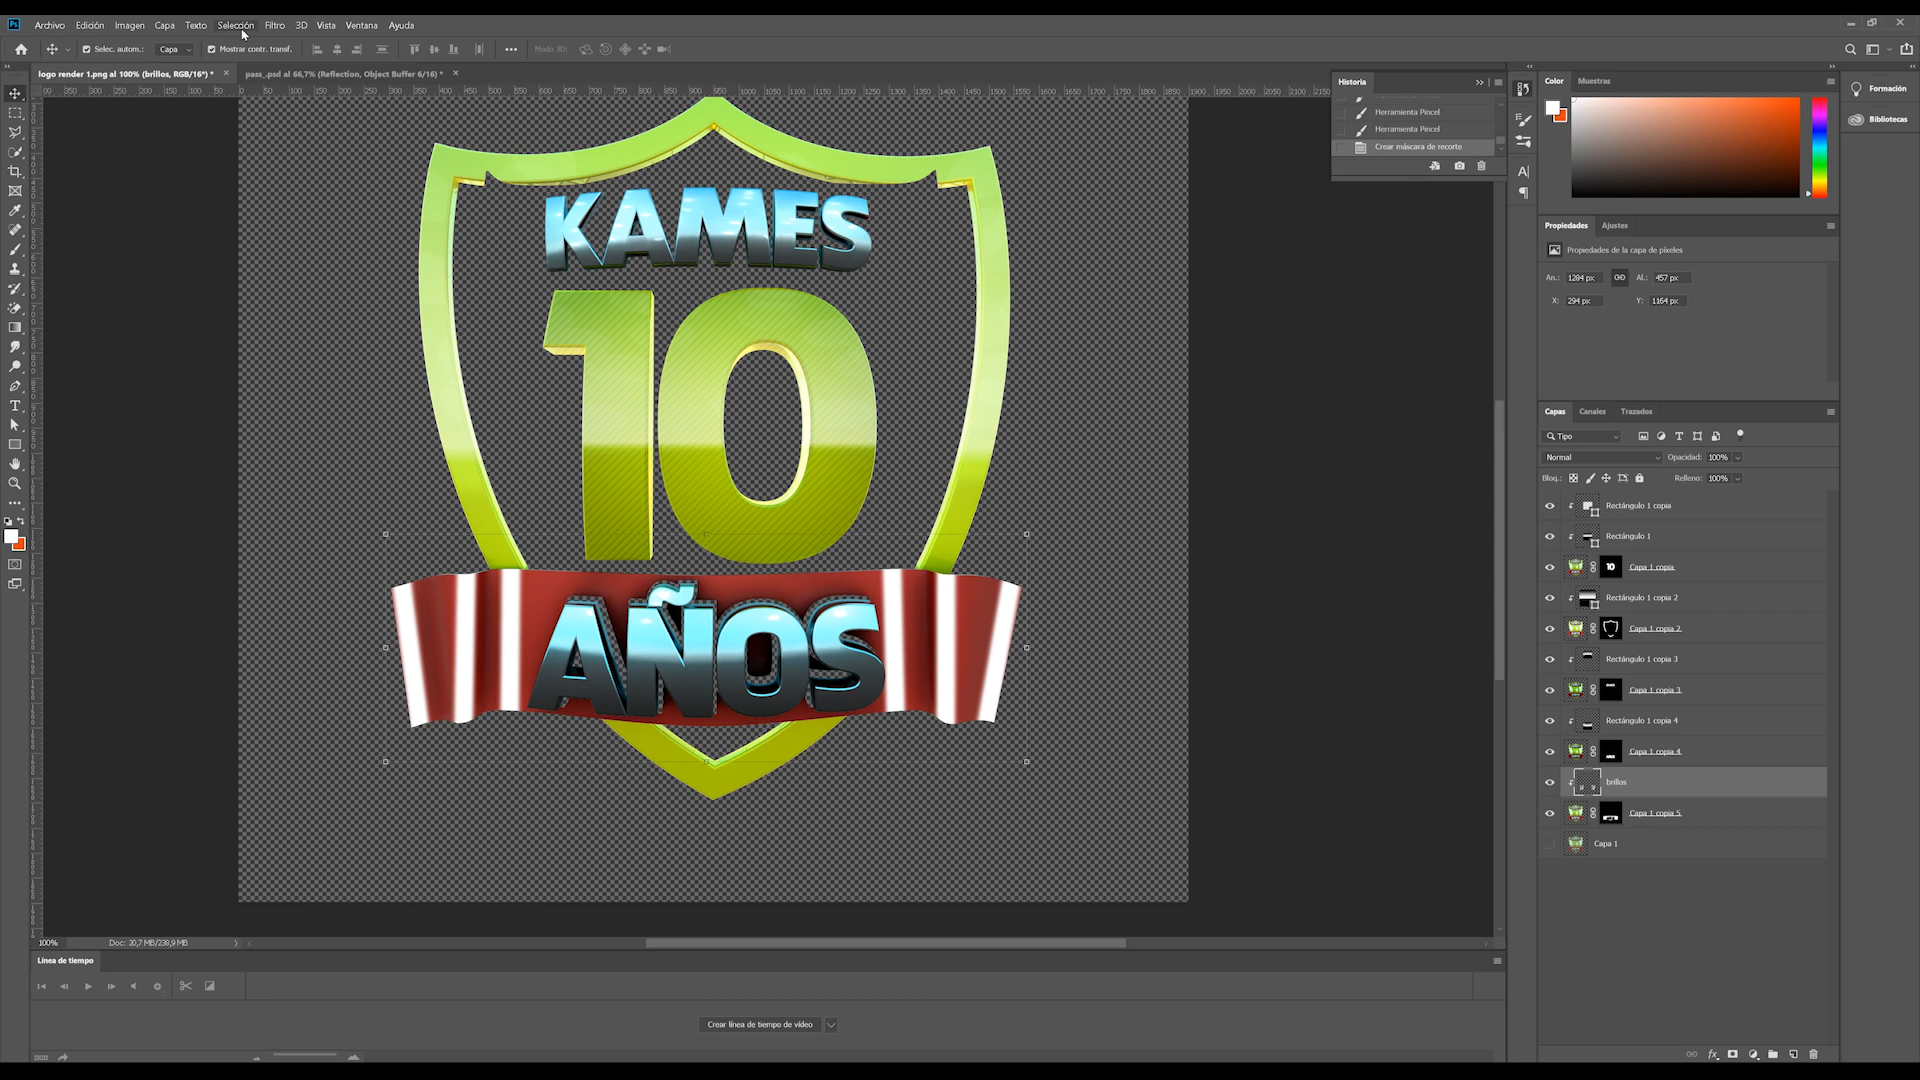 Archivo Edición Imagen Capa Texto Selección Filtro 3D Vista Ventana Ayuda
Selec. autom.: Capa Mostrar contr. transf. Modo 3D:
logo render 1.png al 100% (brillos, RGB/16*) * pass_.psd al 66,7% (Reflection, Object Buffer 6/16) *
Historia
Herramienta Pincel
Herramienta Pincel
Crear máscara de recorte
Color Muestras
Formación
Bibliotecas
Propiedades Ajustes
Propiedades de la capa de píxeles
An.: 1284 px Al.: 457 px
X: 294 px Y: 1164 px
Capas Canales Trazados
Tipo
Normal Opacidad: 100%
Bloq.: Relleno: 100%
Rectángulo 1 copia
Rectángulo 1
Capa 1 copia
Rectángulo 1 copia 2
Capa 1 copia 2
Rectángulo 1 copia 3
Capa 1 copia 3
Rectángulo 1 copia 4
Capa 1 copia 4
brillos
Capa 1 copia 5
Capa 1
KAMES
10
AÑOS
100% Doc: 20,7 MB/238,9 MB
Línea de tiempo
Crear línea de tiempo de vídeo